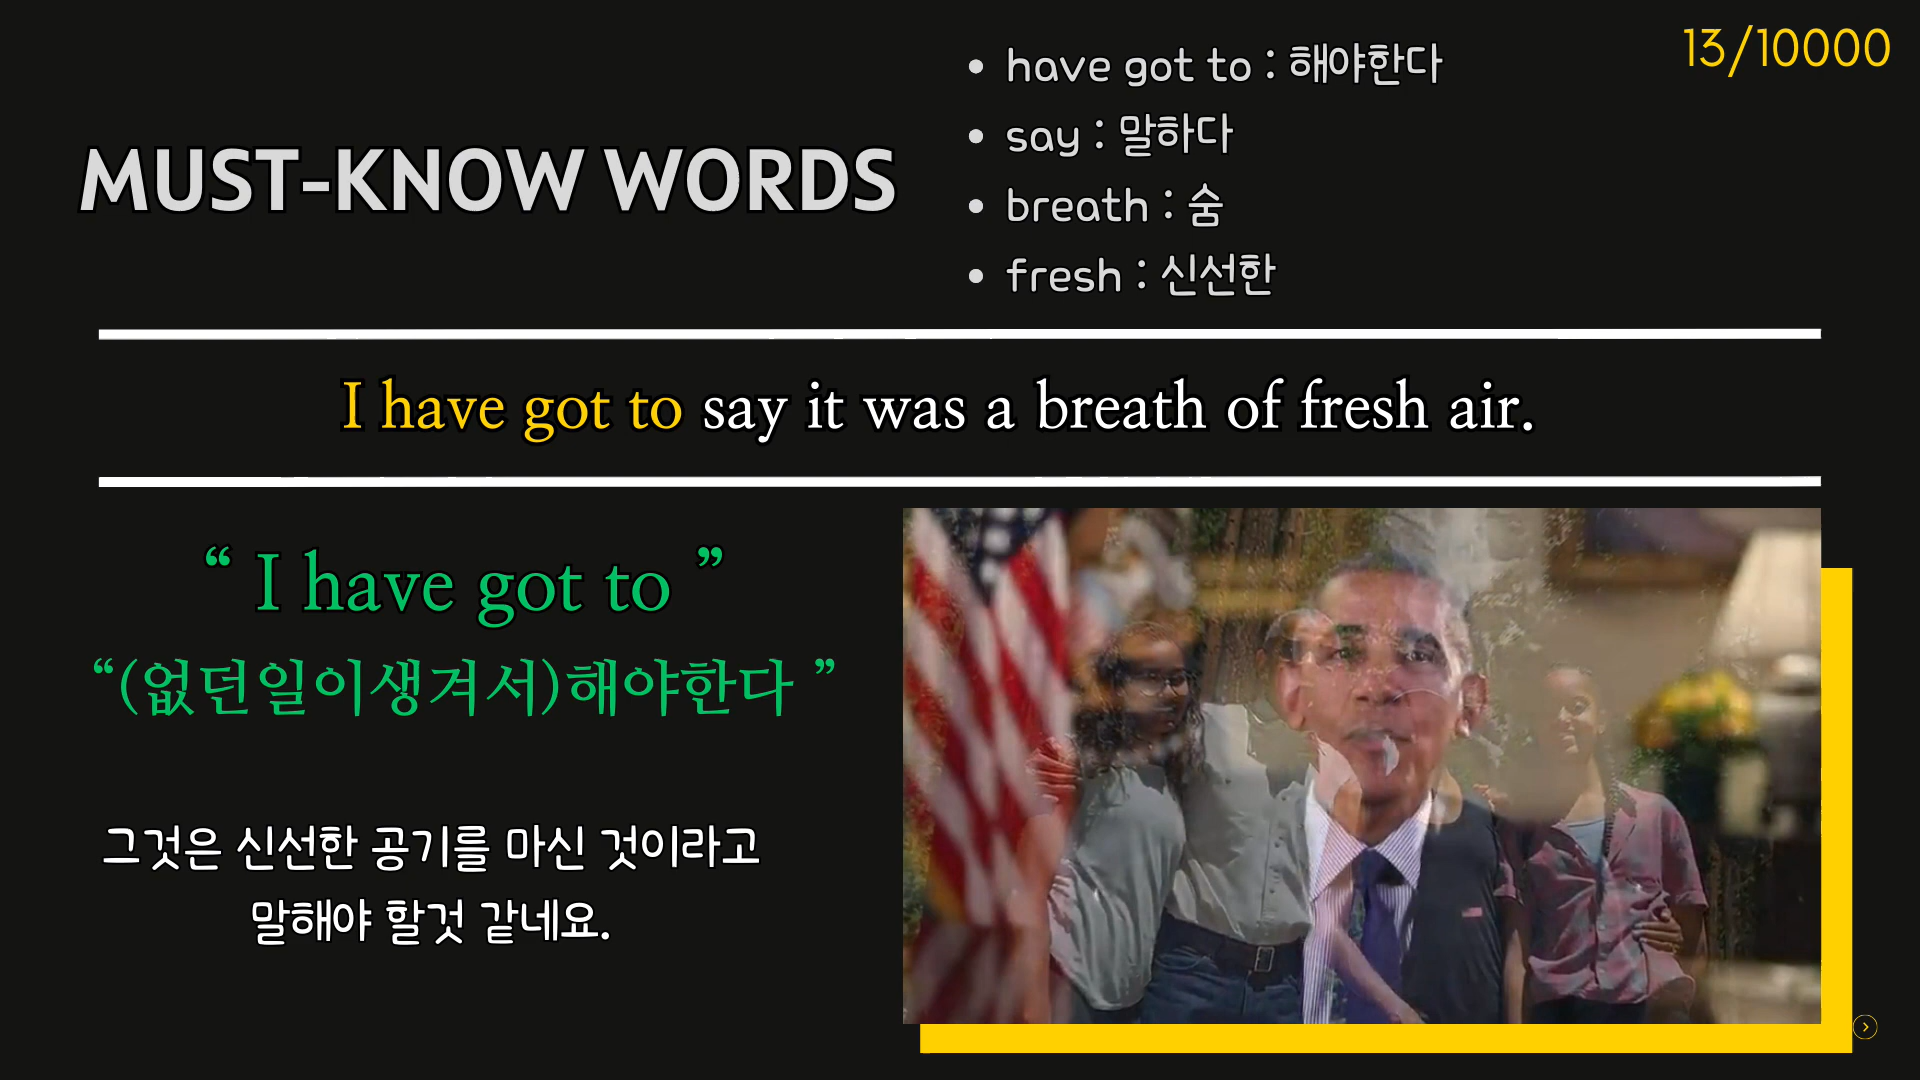 13/10000
MUST-KNOW WORDS
• have got to : 해야한다
• say : 말하다
• breath : 숨
• fresh : 신선한
I have got to say it was a breath of fresh air.
“ I have got to ”
“(없던일이생겨서)해야한다 ”
그것은 신선한 공기를 마신 것이라고
말해야 할것 같네요.